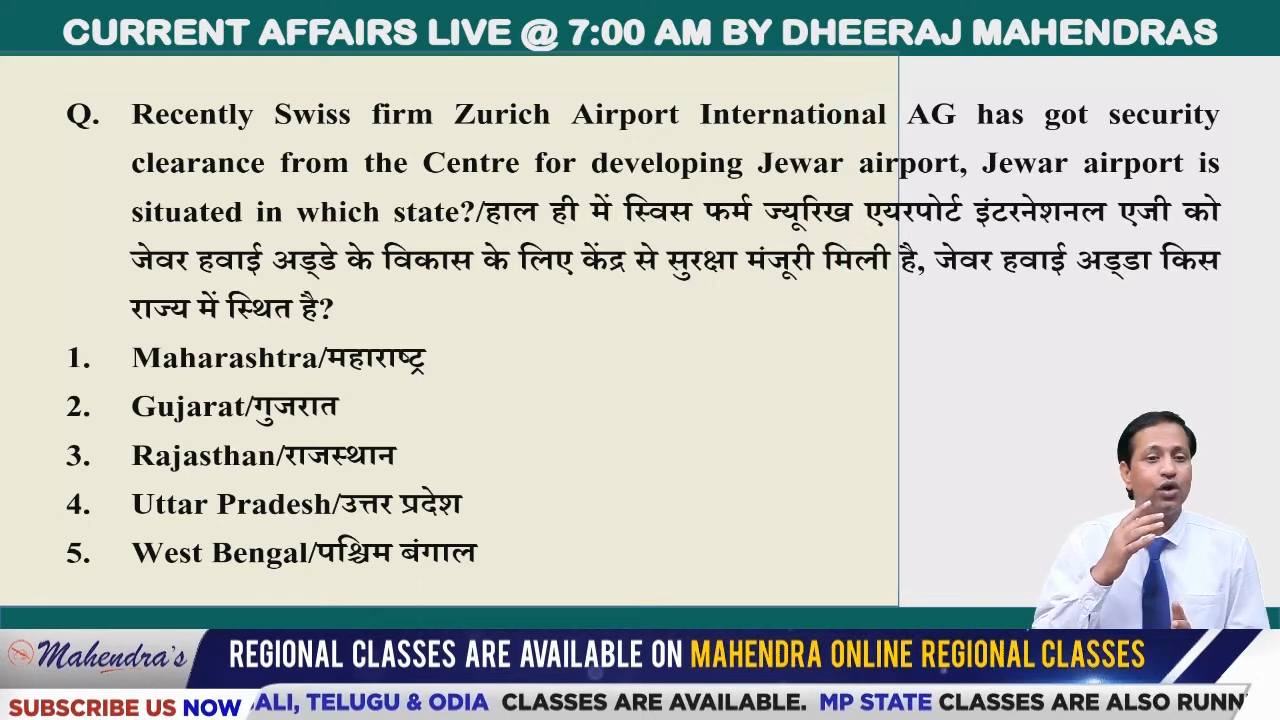 CURRENT AFFAIRS LIVE @ 7:00 AM BY DHEERAJ MAHENDRAS
Q. Recently Swiss firm Zurich Airport International AG has got security
clearance from the Centre for developing Jewar airport, Jewar airport is
situated in which state?/हाल ही में स्विस फर्म ज्यूरिख एयरपोर्ट इंटरनेशनल एजी को
जेवर हवाई अड्डे के विकास के लिए केंद्र से सुरक्षा मंजूरी मिली है, जेवर हवाई अड्डा किस
राज्य में स्थित है?
1. Maharashtra/महाराष्ट्र
2. Gujarat/गुजरात
3. Rajasthan/राजस्थान
4. Uttar Pradesh/उत्तर प्रदेश
5. West Bengal/पश्चिम बंगाल
Mahendra's
REGIONAL CLASSES ARE AVAILABLE ON MAHENDRA ONLINE REGIONAL CLASSES
SUBSCRIBE US NOW
ALI, TELUGU & ODIA CLASSES ARE AVAILABLE. MP STATE CLASSES ARE ALSO RUNN